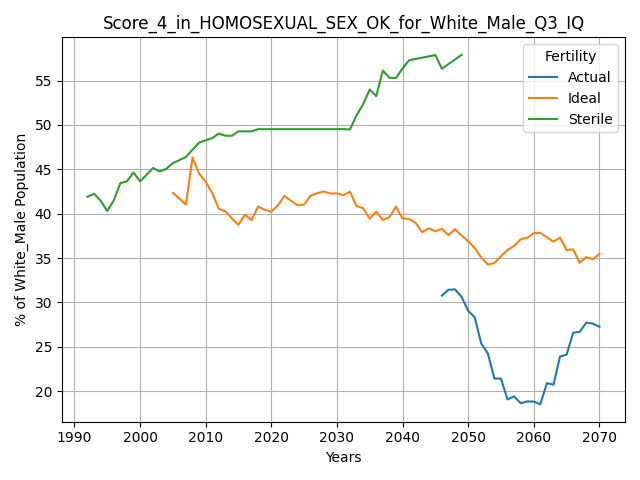 Score_4_in_HOMOSEXUAL_SEX_OK_for_White_Male_Q3_IQ
Fertility
Actual
Ideal
Sterile
% of White_Male Population
55
50
45
40
35
30
25
20
1990 2000 2010 2020 2030 2040 2050 2060 2070
Years